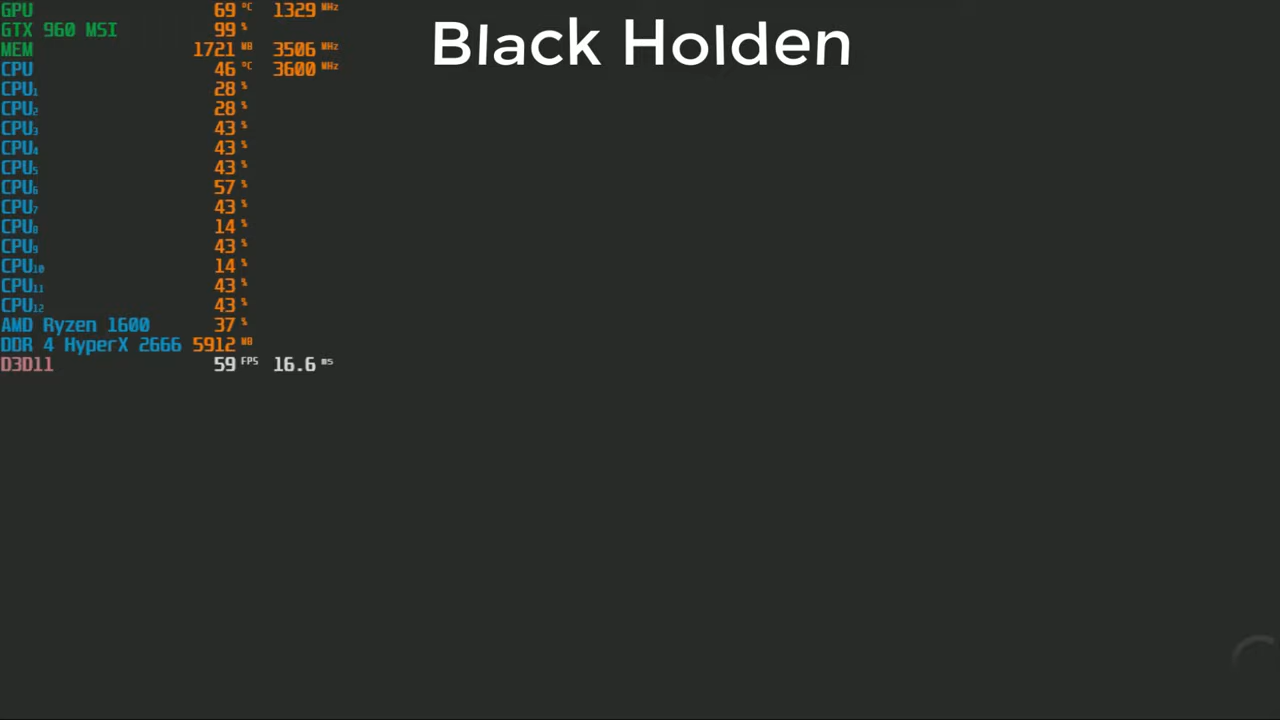 GPU 69 °C 1329 MHz
Black Holden
GTX 960 MSI 99 %
MEM 1721 MB 3506 MHz
CPU 46 °C 3600 MHz
CPU1 28 %
CPU2 28 %
CPU3 43 %
CPU4 43 %
CPU5 43 %
CPU6 57 %
CPU7 43 %
CPU8 14 %
CPU9 43 %
CPU10 14 %
CPU11 43 %
CPU12 43 %
AMD Ryzen 1600 37 %
DDR 4 HyperX 2666 5912 MB
D3D11 59 FPS 16.6 ms